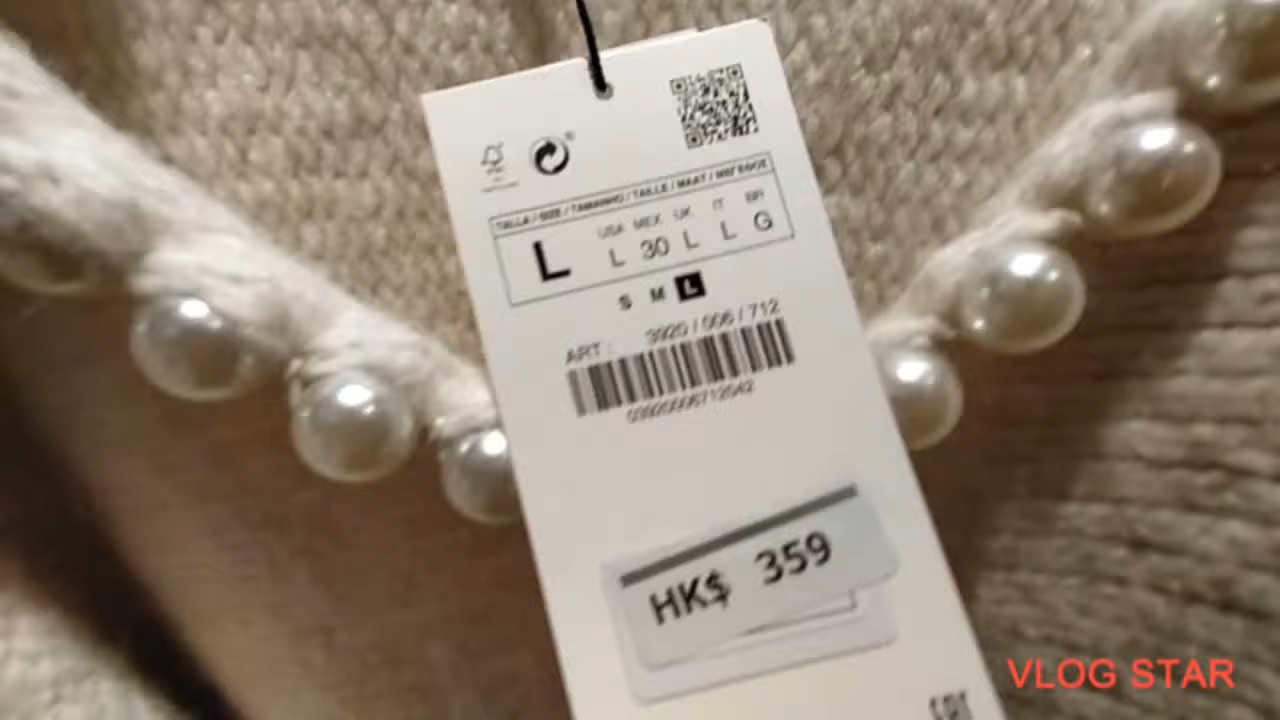 TALLA / SIZE / TAMANHO / TAILLE / MAAT / ΜΕΓΕΘΟΣ
USA MEX UK IT BR
L L 30 L L G
S M L
ART : 3920 / 006 / 712
03920006712042
HK$ 359
VLOG STAR